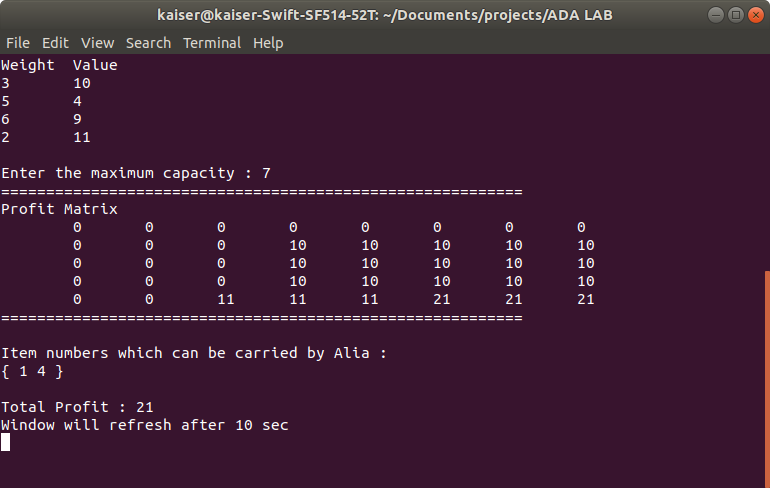 kaiser@kaiser-Swift-SF514-52T: ~/Documents/projects/ADA LAB
File Edit View Search Terminal Help
Weight Value
3 10
5 4
6 9
2 11
Enter the maximum capacity : 7
==========================================================
Profit Matrix
0 0 0 0 0 0 0 0
0 0 0 10 10 10 10 10
0 0 0 10 10 10 10 10
0 0 0 10 10 10 10 10
0 0 11 11 11 21 21 21
==========================================================
Item numbers which can be carried by Alia :
{ 1 4 }
Total Profit : 21
Window will refresh after 10 sec